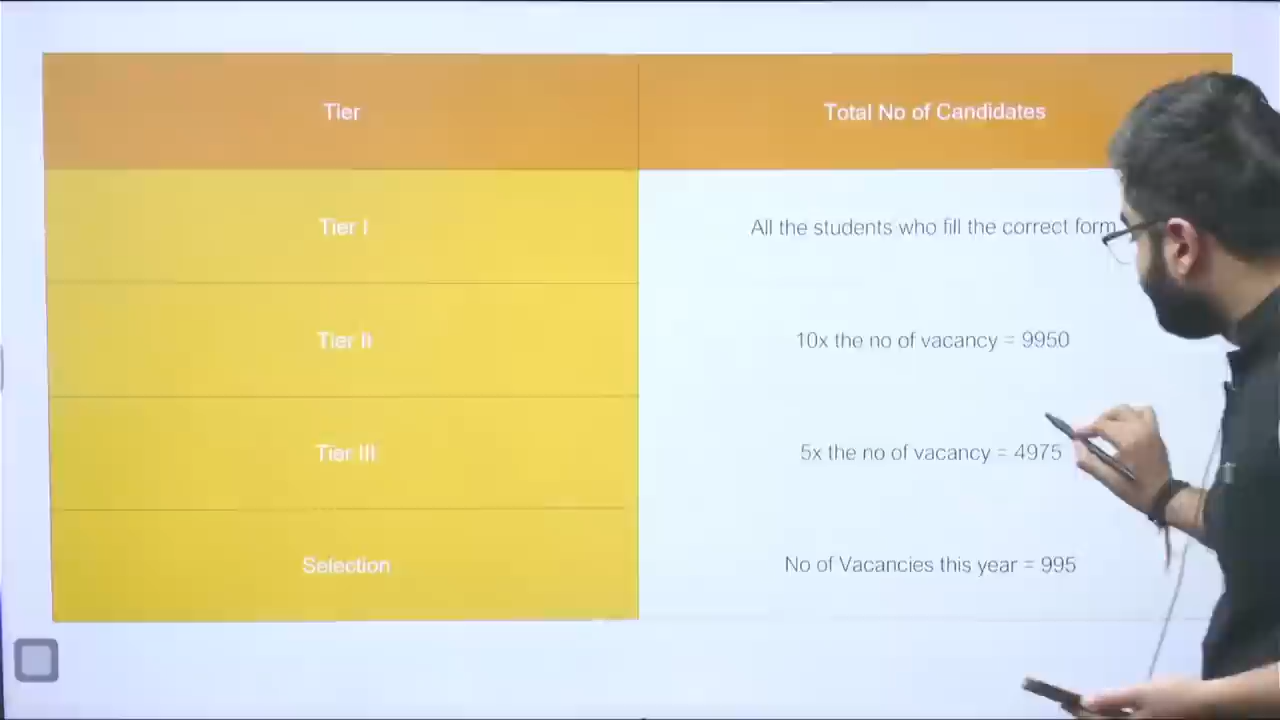 Tier
Total No of Candidates
Tier I
All the students who fill the correct form
Tier II
10x the no of vacancy = 9950
Tier III
5x the no of vacancy = 4975
Selection
No of Vacancies this year = 995